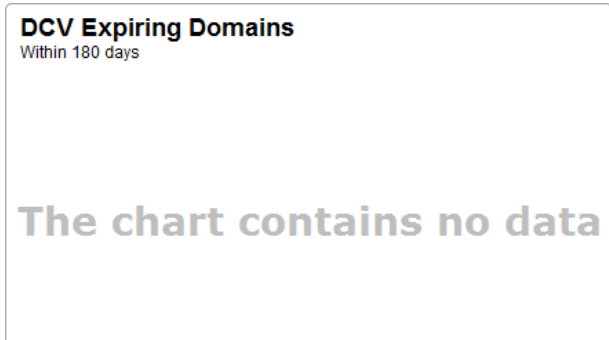 DCV Expiring Domains
Within 180 days
The chart contains no data